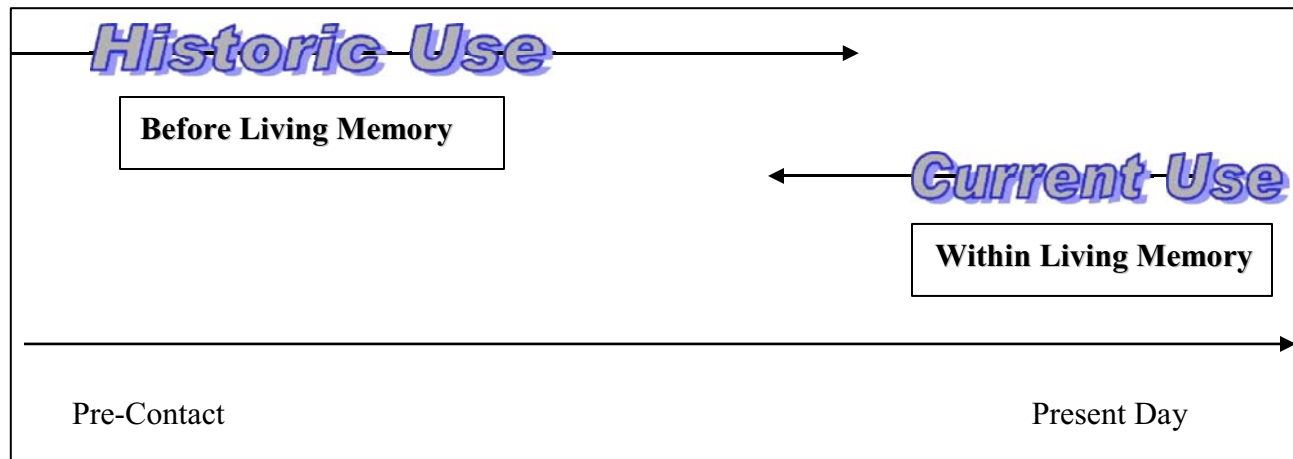 Historic Use
Before Living Memory
Current Use
Within Living Memory
Pre-Contact
Present Day